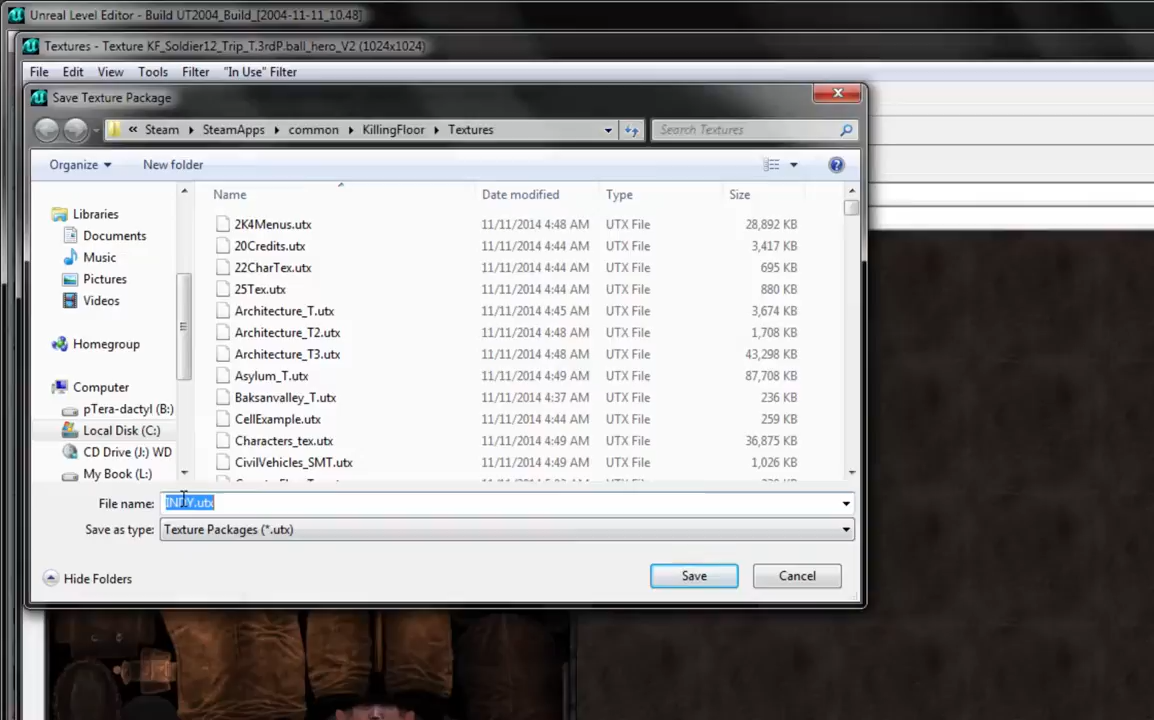 Unreal Level Editor - Build UT2004_Build_[2004-11-11_10.48]
Textures - Texture KF_Soldier12_Trip_T.3rdP.ball_hero_V2 (1024x1024)
File Edit View Tools Filter "In Use" Filter
Save Texture Package
« Steam SteamApps common KillingFloor Textures Search Textures
Organize New folder
Name Date modified Type Size
Libraries
Documents
Music
Pictures
Videos
Homegroup
Computer
pTera-dactyl (B:)
Local Disk (C:)
CD Drive (J:) WD
My Book (L:)
2K4Menus.utx 11/11/2014 4:48 AM UTX File 28,892 KB
20Credits.utx 11/11/2014 4:44 AM UTX File 3,417 KB
22CharTex.utx 11/11/2014 4:44 AM UTX File 695 KB
25Tex.utx 11/11/2014 4:44 AM UTX File 880 KB
Architecture_T.utx 11/11/2014 4:45 AM UTX File 3,674 KB
Architecture_T2.utx 11/11/2014 4:48 AM UTX File 1,708 KB
Architecture_T3.utx 11/11/2014 4:48 AM UTX File 43,298 KB
Asylum_T.utx 11/11/2014 4:49 AM UTX File 87,708 KB
Baksanvalley_T.utx 11/11/2014 4:37 AM UTX File 236 KB
CellExample.utx 11/11/2014 4:44 AM UTX File 259 KB
Characters_tex.utx 11/11/2014 4:49 AM UTX File 36,875 KB
CivilVehicles_SMT.utx 11/11/2014 4:49 AM UTX File 1,026 KB
File name: INDY.utx
Save as type: Texture Packages (*.utx)
Hide Folders Save Cancel